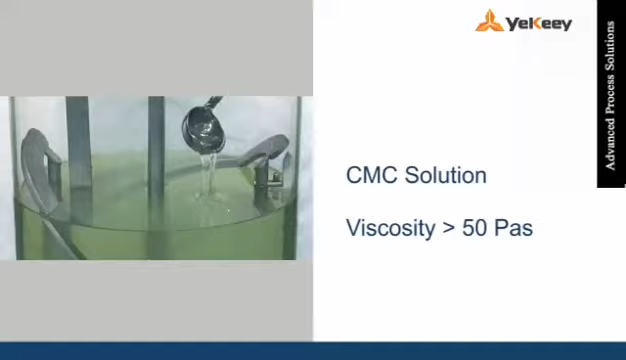 YeKeey
Advanced Process Solutions
CMC Solution
Viscosity > 50 Pas